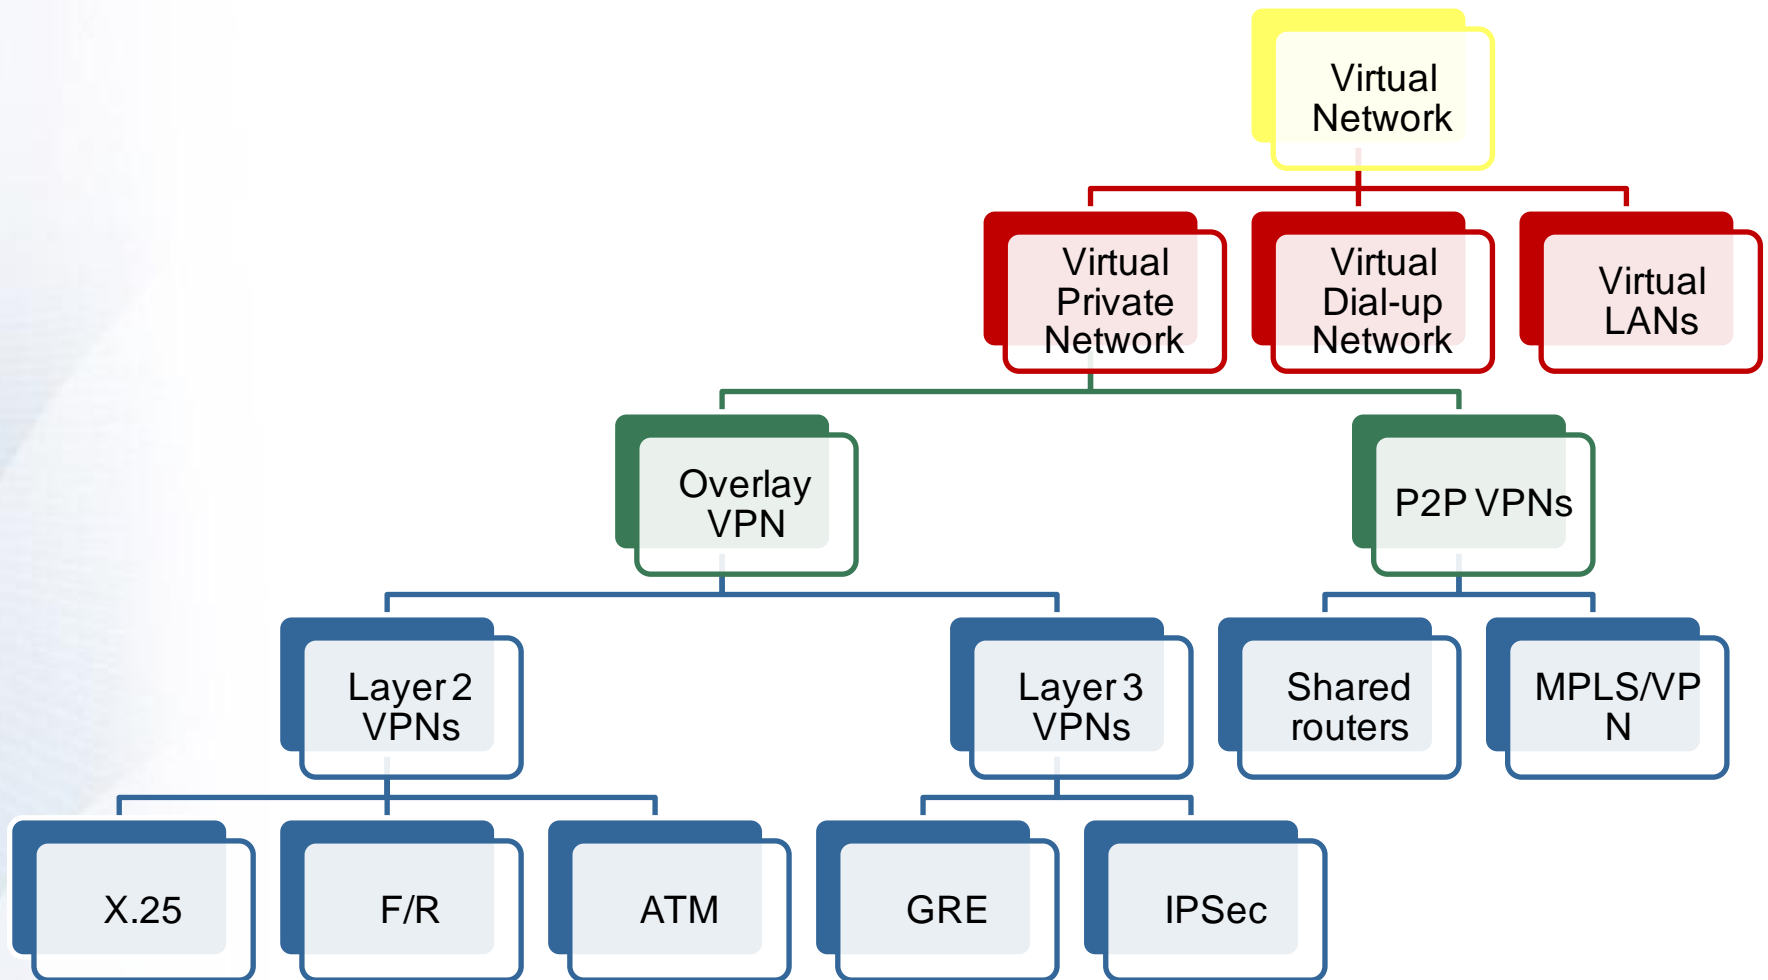 Virtual
Network
Virtual
Private
Network
Virtual
Dial-up
Network
Virtual
LANs
Overlay
VPN
P2P VPNs
Layer 2
VPNs
Layer 3
VPNs
Shared
routers
MPLS/VP
N
X.25
F/R
ATM
GRE
IPSec